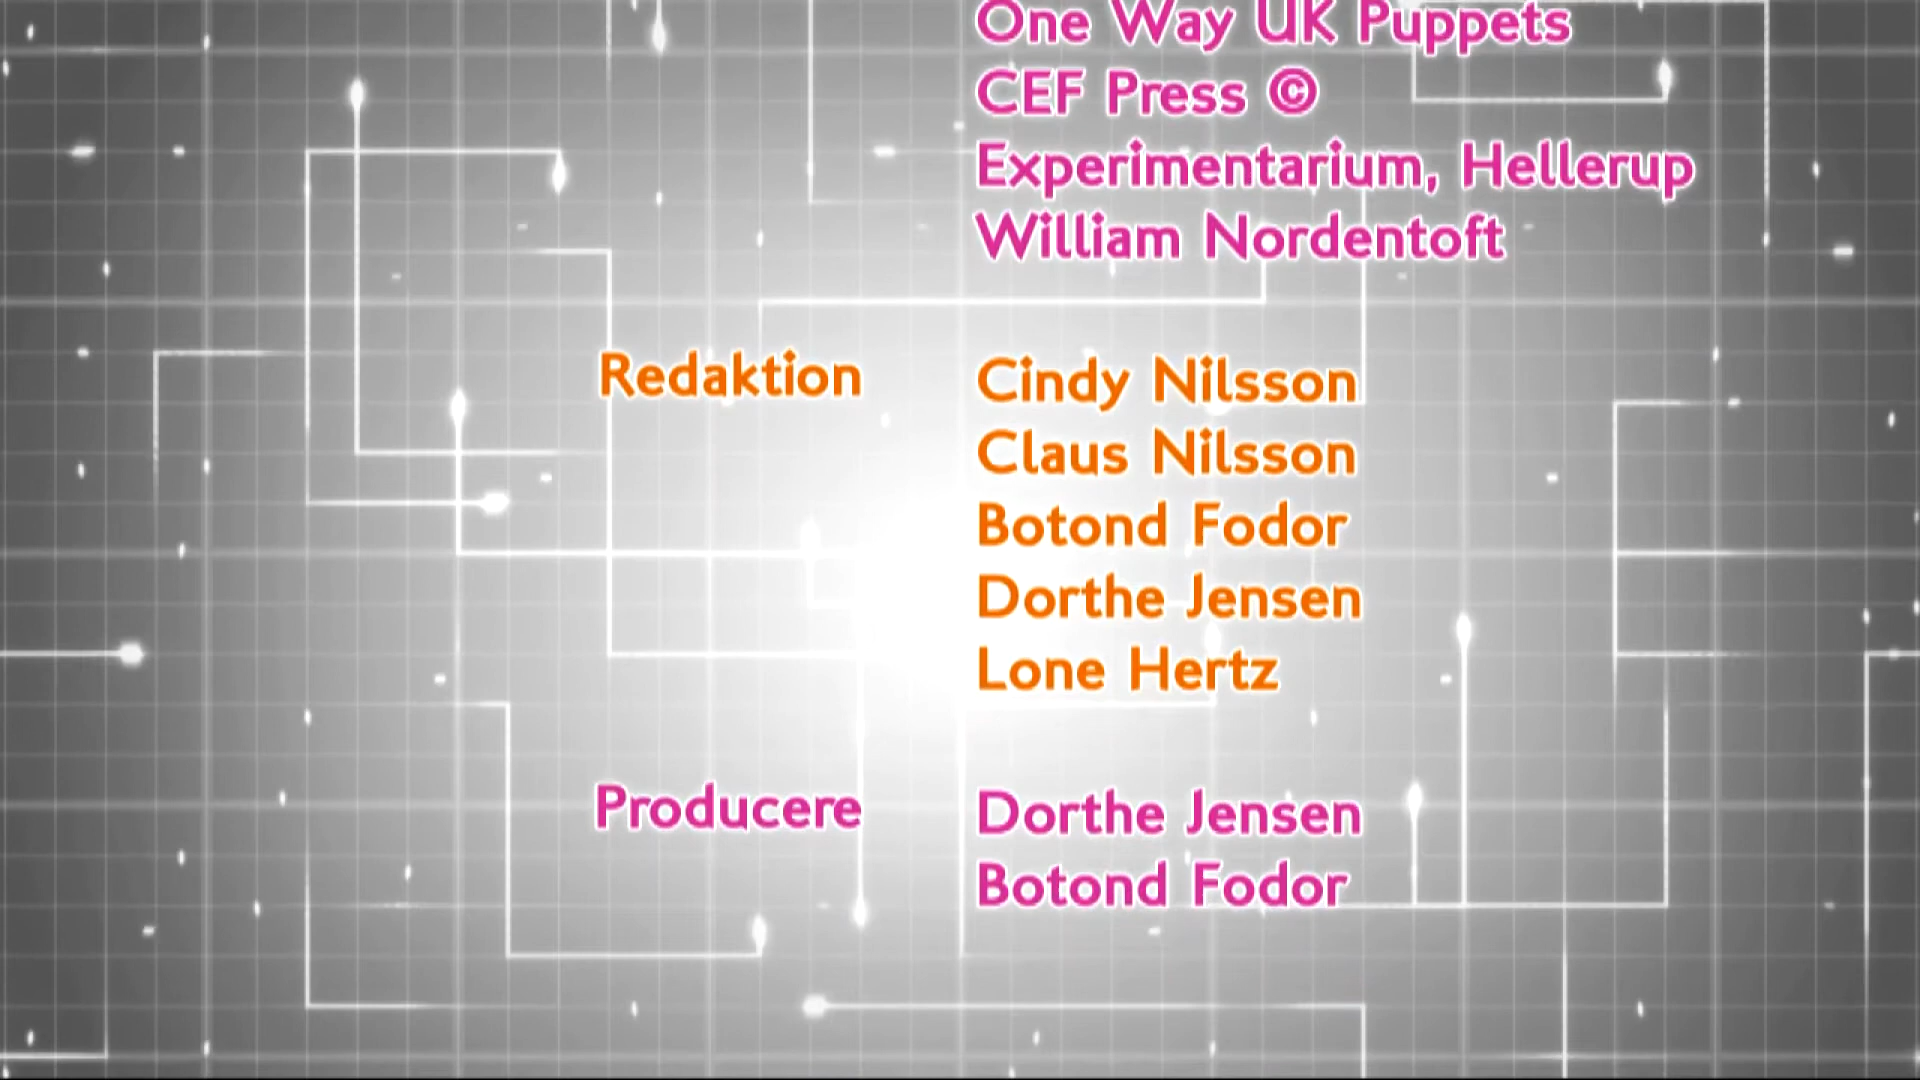 One Way UK Puppets
CEF Press ©
Experimentarium, Hellerup
William Nordentoft
Redaktion Cindy Nilsson
Claus Nilsson
Botond Fodor
Dorthe Jensen
Lone Hertz
Producere Dorthe Jensen
Botond Fodor